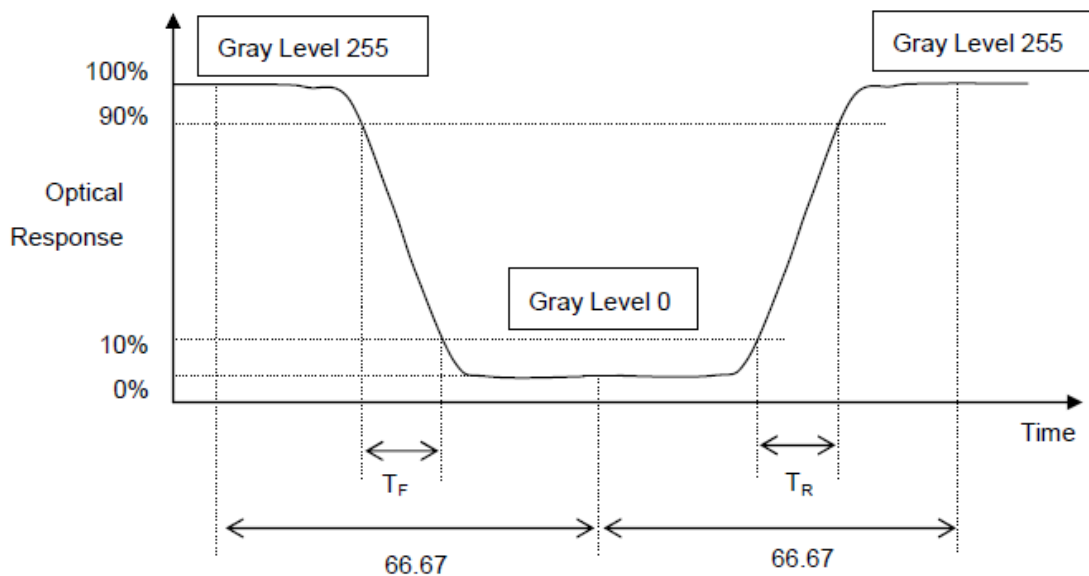 Gray Level 255
Gray Level 255
100%
90%
Optical
Response
Gray Level 0
10%
0%
Time
TF
TR
66.67
66.67